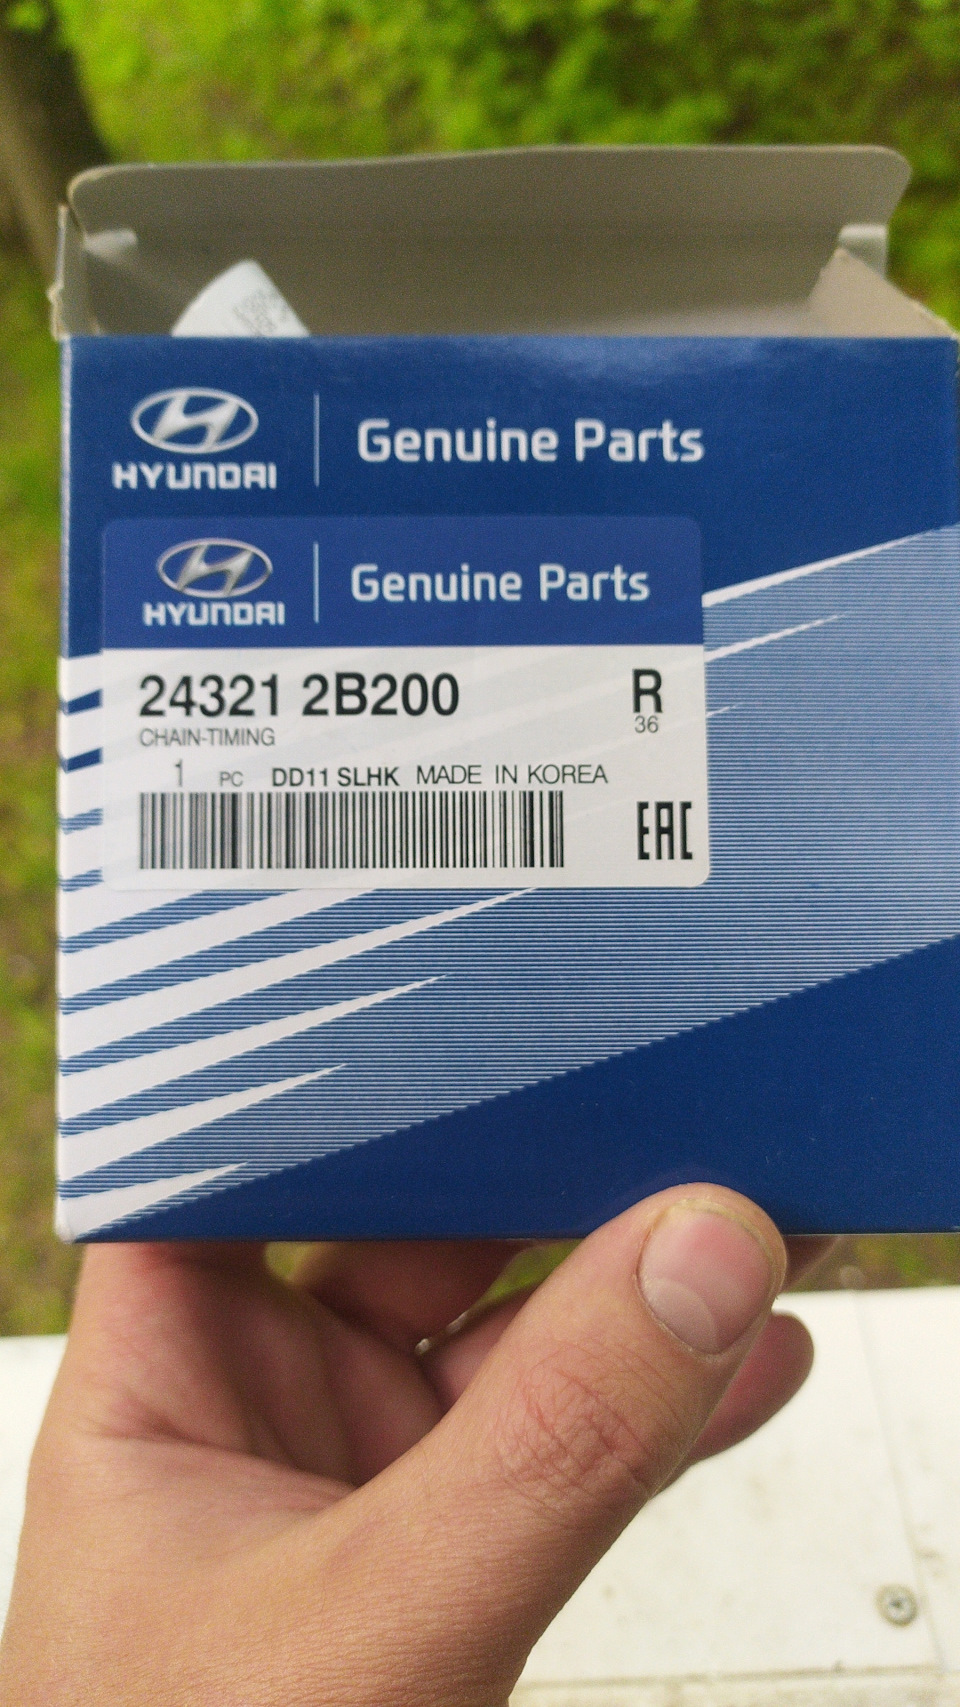 HYUNDAI
Genuine Parts
HYUNDAI
Genuine Parts
24321 2B200 R
CHAIN-TIMING 36
1 PC DD11 SLHK MADE IN KOREA
EAC